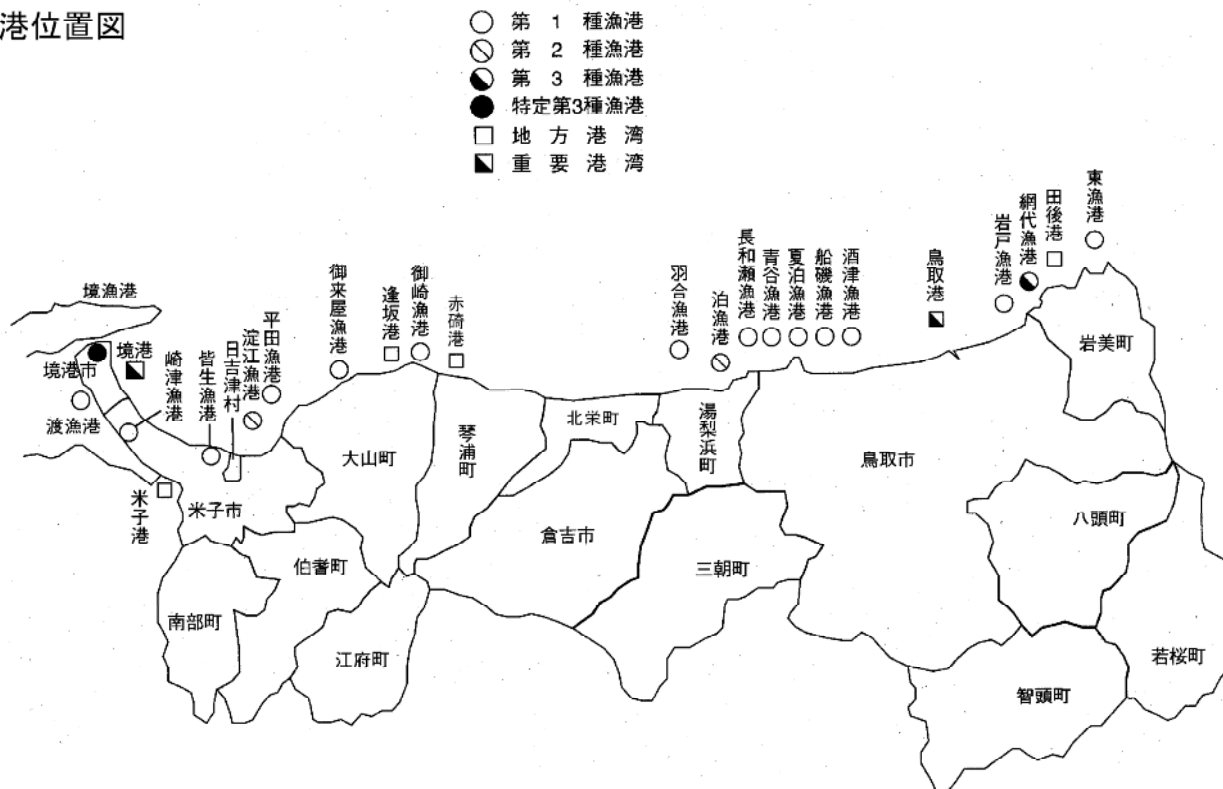 港位置図
第1種漁港
第2種漁港
第3種漁港
特定第3種漁港
地方港湾
重要港湾
境漁港
境港市
境港
渡漁港
崎津漁港
皆生漁港
日吉津村
淀江漁港
平田漁港
御来屋漁港
逢坂港
御崎漁港
赤碕港
羽合漁港
泊漁港
長和瀬漁港
青谷漁港
夏泊漁港
船磯漁港
酒津漁港
鳥取港
岩戸漁港
網代漁港
田後港
東漁港
米子港
米子市
大山町
琴浦町
北栄町
湯梨浜町
鳥取市
岩美町
南部町
伯耆町
江府町
倉吉市
三朝町
八頭町
智頭町
若桜町